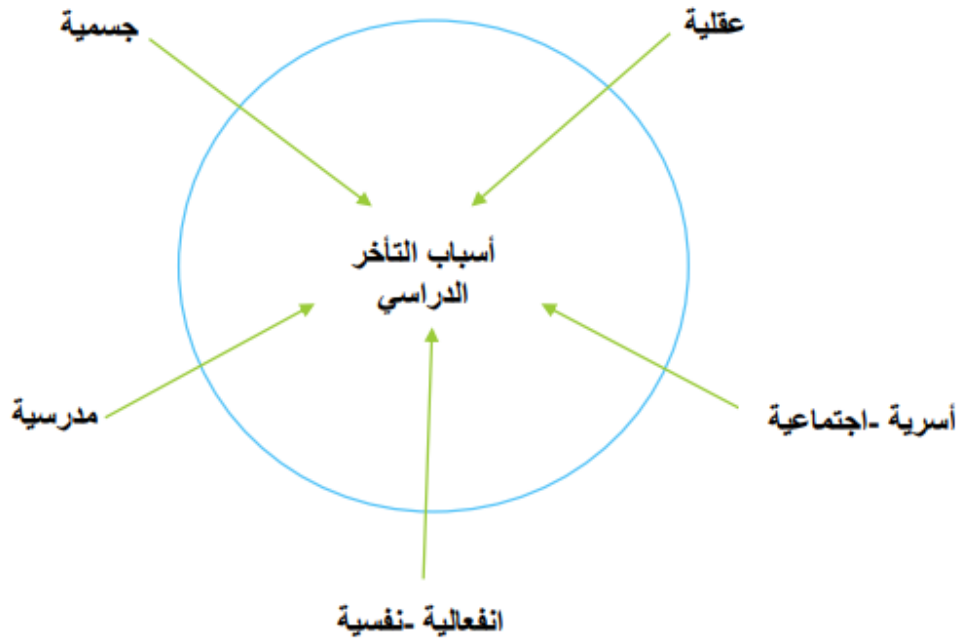 عقلية
جسمية
أسباب التأخر
الدراسي
أسرية -اجتماعية
مدرسية
انفعالية -نفسية